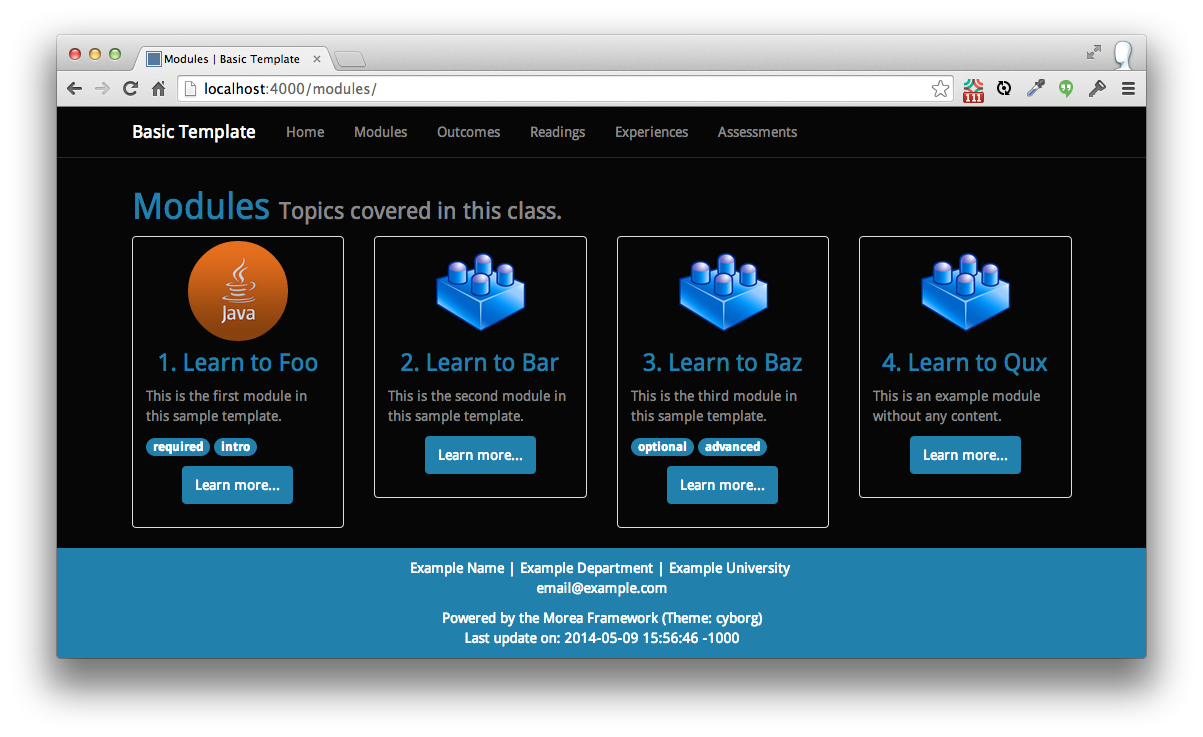 Modules | Basic Template
localhost:4000/modules/
111
Basic Template Home Modules Outcomes Readings Experiences Assessments
Modules Topics covered in this class.
Java
1. Learn to Foo
This is the first module in
this sample template.
required intro
Learn more...
2. Learn to Bar
This is the second module in
this sample template.
Learn more...
3. Learn to Baz
This is the third module in
this sample template.
optional advanced
Learn more...
4. Learn to Qux
This is an example module
without any content.
Learn more...
Example Name | Example Department | Example University
email@example.com
Powered by the Morea Framework (Theme: cyborg)
Last update on: 2014-05-09 15:56:46 -1000